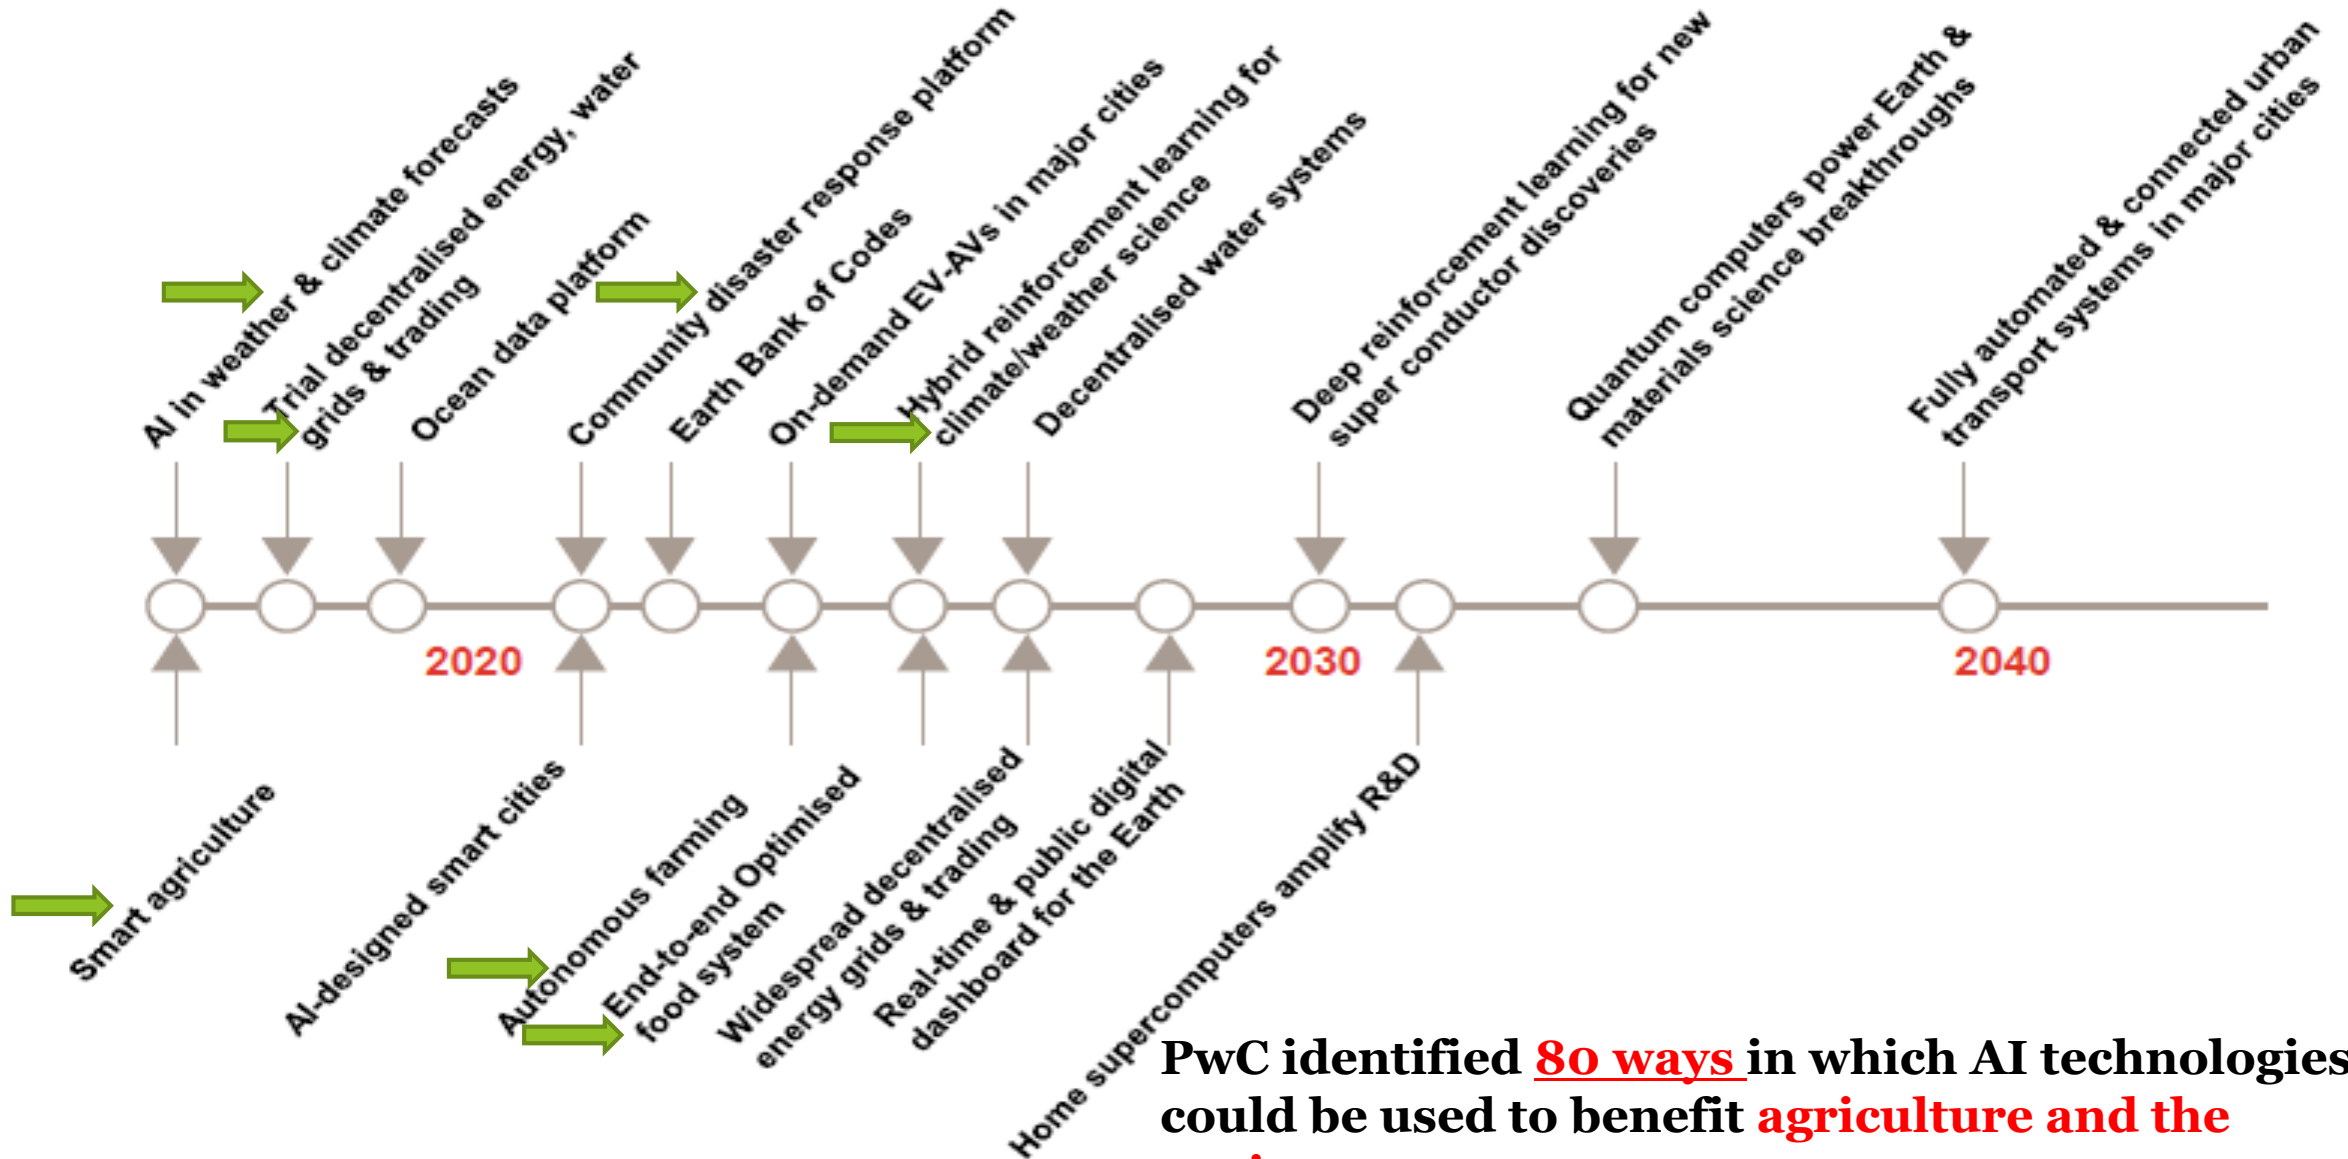 AI in weather & climate forecasts
Trial decentralised energy, water
grids & trading
Ocean data platform
Community disaster response platform
Earth Bank of Codes
On-demand EV-AVs in major cities
Hybrid reinforcement learning for
climate/weather science
Decentralised water systems
Deep reinforcement learning for new
super conductor discoveries
Quantum computers power Earth &
materials science breakthroughs
Fully automated & connected urban
transport systems in major cities
2020
2030
2040
Smart agriculture
AI-designed smart cities
Autonomous farming
End-to-end Optimised
food system
Widespread decentralised
energy grids & trading
Real-time & public digital
dashboard for the Earth
Home supercomputers amplify R&D
PwC identified 80 ways in which AI technologies
could be used to benefit agriculture and the